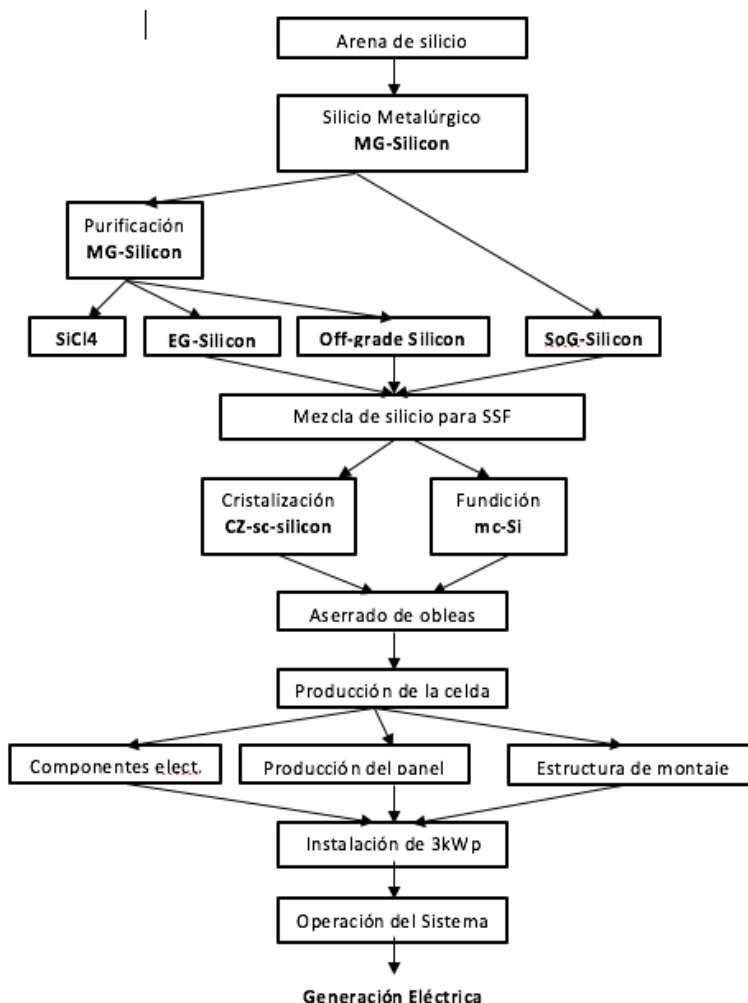 Arena de silicio
Silicio Metalúrgico
MG-Silicon
Purificación
MG-Silicon
SiCl4
EG-Silicon
Off-grade Silicon
SoG-Silicon
Mezcla de silicio para SSF
Cristalización
CZ-sc-silicon
Fundición
mc-Si
Aserrado de obleas
Producción de la celda
Componentes elect.
Producción del panel
Estructura de montaje
Instalación de 3kWp
Operación del Sistema
Generación Eléctrica